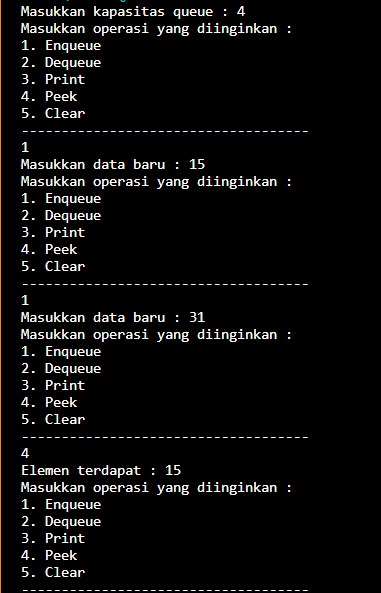 Masukkan kapasitas queue : 4
Masukkan operasi yang diinginkan :
1. Enqueue
2. Dequeue
3. Print
4. Peek
5. Clear
------------------------------------
1
Masukkan data baru : 15
Masukkan operasi yang diinginkan :
1. Enqueue
2. Dequeue
3. Print
4. Peek
5. Clear
------------------------------------
1
Masukkan data baru : 31
Masukkan operasi yang diinginkan :
1. Enqueue
2. Dequeue
3. Print
4. Peek
5. Clear
------------------------------------
4
Elemen terdapat : 15
Masukkan operasi yang diinginkan :
1. Enqueue
2. Dequeue
3. Print
4. Peek
5. Clear
------------------------------------